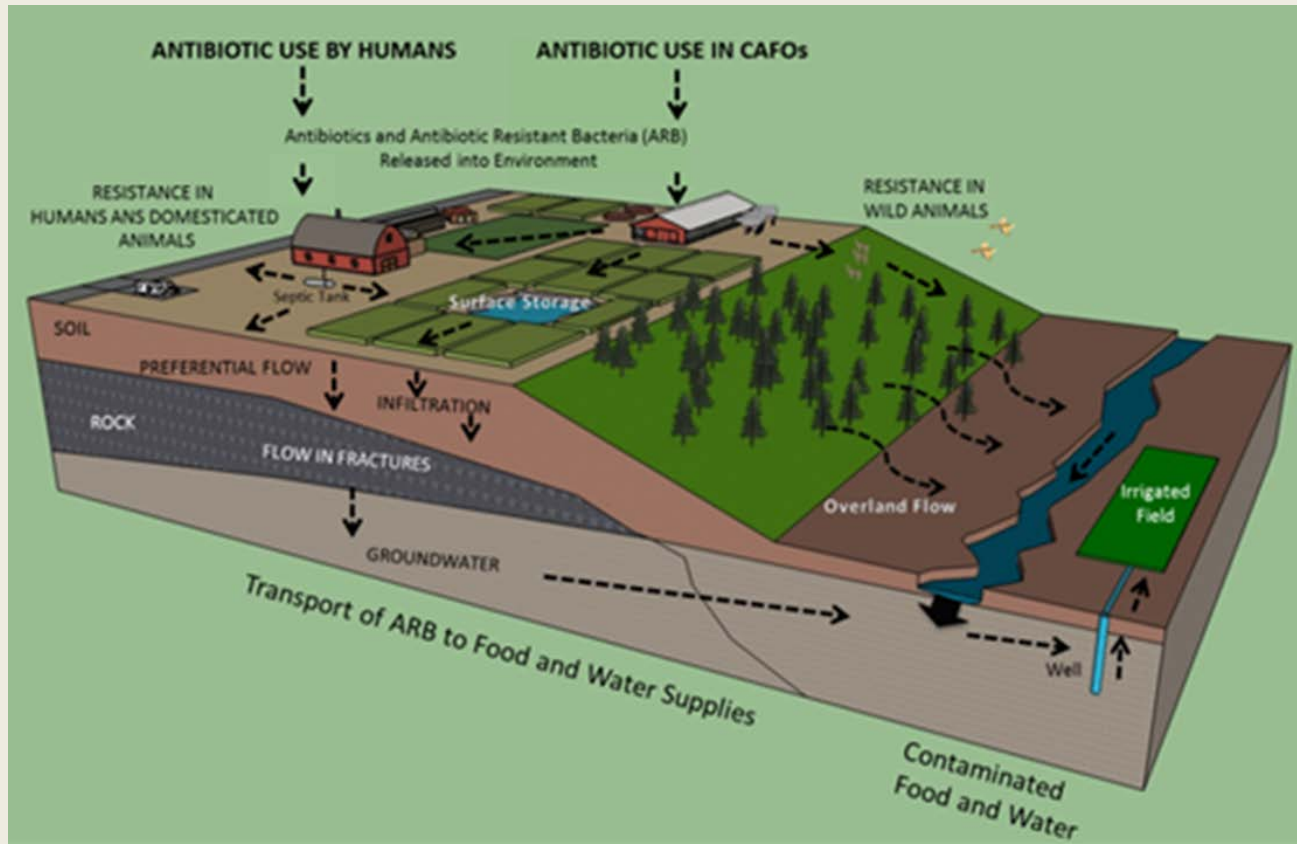 ANTIBIOTIC USE BY HUMANS
ANTIBIOTIC USE IN CAFOs
Antibiotics and Antibiotic Resistant Bacteria (ARB)
Released into Environment
RESISTANCE IN
HUMANS ANS DOMESTICATED
ANIMALS
RESISTANCE IN
WILD ANIMALS
Septic Tank
Surface Storage
SOIL
PREFERENTIAL FLOW
INFILTRATION
ROCK
FLOW IN FRACTURES
Overland Flow
Irrigated
Field
GROUNDWATER
Well
Transport of ARB to Food and Water Supplies
Contaminated
Food and Water